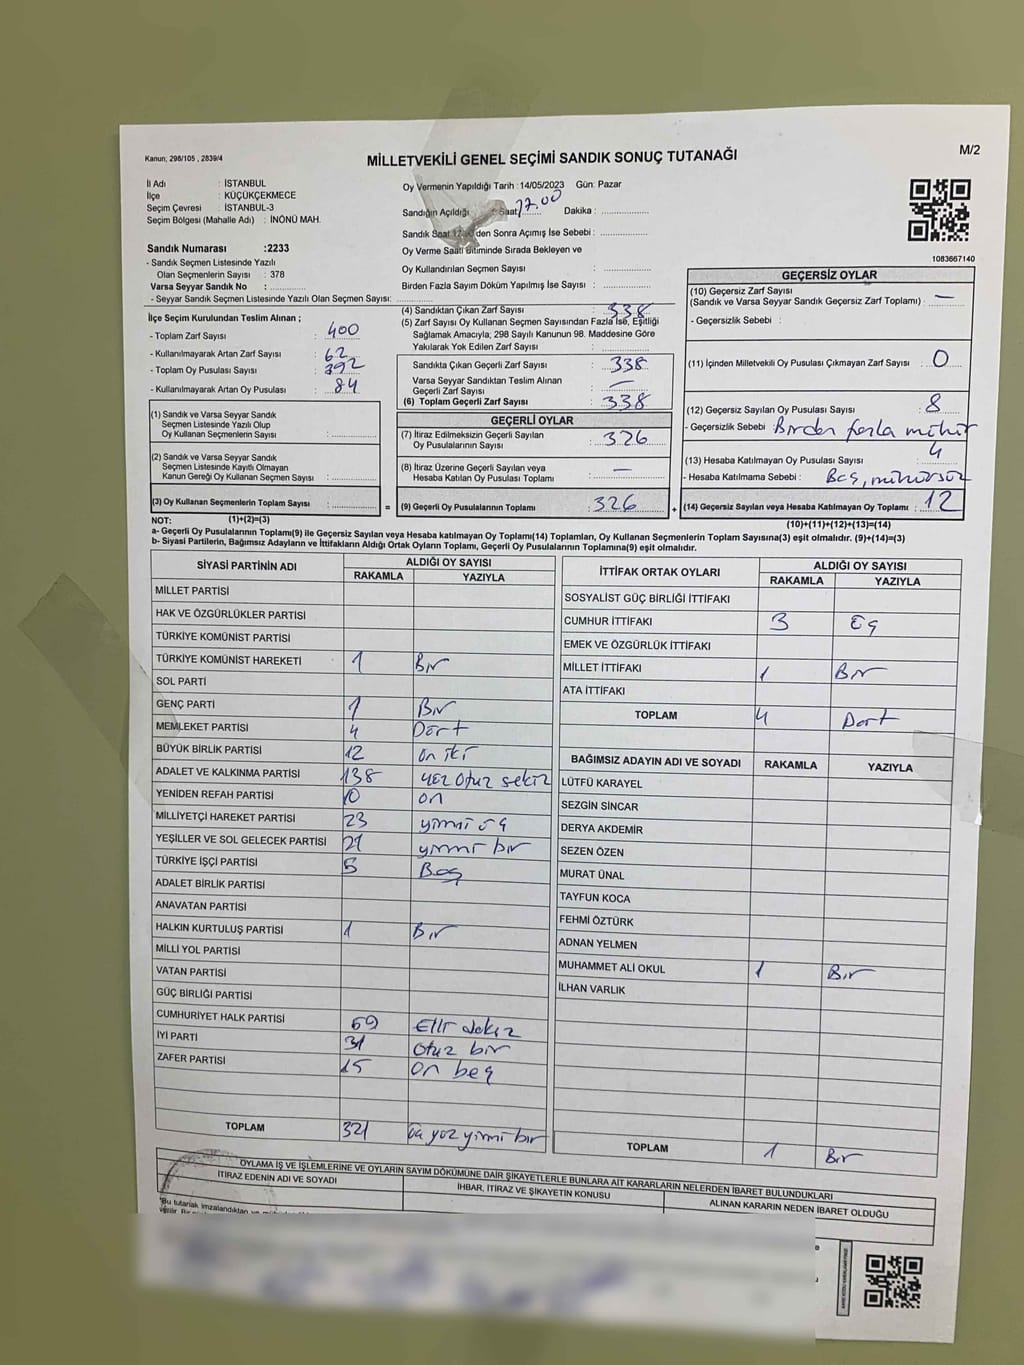 Kanun; 298/105 , 2839/4
MİLLETVEKİLİ GENEL SEÇİMİ SANDIK SONUÇ TUTANAĞI
M/2
İl Adı : İSTANBUL
İlçe : KÜÇÜKÇEKMECE
Seçim Çevresi : İSTANBUL-3
Seçim Bölgesi (Mahalle Adı) : İNÖNÜ MAH.
Sandık Numarası :2233
- Sandık Seçmen Listesinde Yazılı
Olan Seçmenlerin Sayısı : 378
Varsa Seyyar Sandık No :
- Seyyar Sandık Seçmen Listesinde Yazılı Olan Seçmen Sayısı:
İlçe Seçim Kurulundan Teslim Alınan ;
- Toplam Zarf Sayısı : 400
- Kullanılmayarak Artan Zarf Sayısı : 62
- Toplam Oy Pusulası Sayısı : 392
- Kullanılmayarak Artan Oy Pusulası : 84
(1) Sandık ve Varsa Seyyar Sandık
Seçmen Listesinde Yazılı Olup
Oy Kullanan Seçmenlerin Sayısı :
(2) Sandık ve Varsa Seyyar Sandık
Seçmen Listesinde Kayıtlı Olmayan
Kanun Gereği Oy Kullanan Seçmen Sayısı :
(3) Oy Kullanan Seçmenlerin Toplam Sayısı : =
Oy Vermenin Yapıldığı Tarih :14/05/2023 Gün: Pazar
Sandığın Açıldığı : Saat 17.00 Dakika :
Sandık Saat 'den Sonra Açımış İse Sebebi :
Oy Verme Saati Bitiminde Sırada Bekleyen ve
Oy Kullandırılan Seçmen Sayısı :
Birden Fazla Sayım Döküm Yapılmış İse Sayısı :
(4) Sandıktan Çıkan Zarf Sayısı : 338
(5) Zarf Sayısı Oy Kullanan Seçmen Sayısından Fazla İse, Eşitliği
Sağlamak Amacıyla; 298 Sayılı Kanunun 98. Maddesine Göre
Yakılarak Yok Edilen Zarf Sayısı :
Sandıkta Çıkan Geçerli Zarf Sayısı : 338
Varsa Seyyar Sandıktan Teslim Alınan
Geçerli Zarf Sayısı : —
(6) Toplam Geçerli Zarf Sayısı : 338
GEÇERLİ OYLAR
(7) İtiraz Edilmeksizin Geçerli Sayılan
Oy Pusulalarının Sayısı : 326
(8) İtiraz Üzerine Geçerli Sayılan veya
Hesaba Katılan Oy Pusulası Toplamı : —
(9) Geçerli Oy Pusulalarının Toplamı : 326 +
1083667140
GEÇERSİZ OYLAR
(10) Geçersiz Zarf Sayısı
(Sandık ve Varsa Seyyar Sandık Geçersiz Zarf Toplamı) : —
- Geçersizlik Sebebi :
(11) İçinden Milletvekili Oy Pusulası Çıkmayan Zarf Sayısı : 0
(12) Geçersiz Sayılan Oy Pusulası Sayısı : 8
- Geçersizlik Sebebi : Birden fazla mühür
(13) Hesaba Katılmayan Oy Pusulası Sayısı : 4
- Hesaba Katılmama Sebebi : Boş, mühürsüz
(14) Geçersiz Sayılan veya Hesaba Katılmayan Oy Toplamı : 12
NOT: (1)+(2)=(3)
(10)+(11)+(12)+(13)=(14)
a- Geçerli Oy Pusulalarının Toplamı(9) ile Geçersiz Sayılan veya Hesaba katılmayan Oy Toplamı(14) Toplamları, Oy Kullanan Seçmenlerin Toplam Sayısına(3) eşit olmalıdır. (9)+(14)=(3)
b- Siyasi Partilerin, Bağımsız Adayların ve İttifakların Aldığı Ortak Oyların Toplamı, Geçerli Oy Pusulalarının Toplamına(9) eşit olmalıdır.
SİYASİ PARTİNİN ADI ALDIĞI OY SAYISI
RAKAMLA YAZIYLA
MİLLET PARTİSİ
HAK VE ÖZGÜRLÜKLER PARTİSİ
TÜRKİYE KOMÜNİST PARTİSİ
TÜRKİYE KOMÜNİST HAREKETİ 1 Bir
SOL PARTİ
GENÇ PARTİ 1 Bir
MEMLEKET PARTİSİ 4 Dört
BÜYÜK BİRLİK PARTİSİ 12 on iki
ADALET VE KALKINMA PARTİSİ 138 yüz otuz sekiz
YENİDEN REFAH PARTİSİ 10 on
MİLLİYETÇİ HAREKET PARTİSİ 23 yirmi üç
YEŞİLLER VE SOL GELECEK PARTİSİ 21 yirmi bir
TÜRKİYE İŞÇİ PARTİSİ 5 Beş
ADALET BİRLİK PARTİSİ
ANAVATAN PARTİSİ
HALKIN KURTULUŞ PARTİSİ 1 Bir
MİLLİ YOL PARTİSİ
VATAN PARTİSİ
GÜÇ BİRLİĞİ PARTİSİ
CUMHURİYET HALK PARTİSİ 59 Elli dokuz
İYİ PARTİ 31 otuz bir
ZAFER PARTİSİ 15 on beş
TOPLAM 321 üç yüz yirmi bir
İTTİFAK ORTAK OYLARI ALDIĞI OY SAYISI
RAKAMLA YAZIYLA
SOSYALİST GÜÇ BİRLİĞİ İTTİFAKI
CUMHUR İTTİFAKI 3 Üç
EMEK VE ÖZGÜRLÜK İTTİFAKI
MİLLET İTTİFAKI 1 Bir
ATA İTTİFAKI
TOPLAM 4 Dört
BAĞIMSIZ ADAYIN ADI VE SOYADI RAKAMLA YAZIYLA
LÜTFÜ KARAYEL
SEZGİN SİNCAR
DERYA AKDEMİR
SEZEN ÖZEN
MURAT ÜNAL
TAYFUN KOCA
FEHMİ ÖZTÜRK
ADNAN YELMEN
MUHAMMET ALİ OKUL 1 Bir
İLHAN VARLIK
TOPLAM 1 Bir
OYLAMA İŞ VE İŞLEMLERİNE VE OYLARIN SAYIM DÖKÜMÜNE DAİR ŞİKAYETLERLE BUNLARA AİT KARARLARIN NELERDEN İBARET BULUNDUKLARI
İTİRAZ EDENİN ADI VE SOYADI İHBAR, İTİRAZ VE ŞİKAYETİN KONUSU ALINAN KARARIN NEDEN İBARET OLDUĞU
"Bu tutanak imzalandıktan